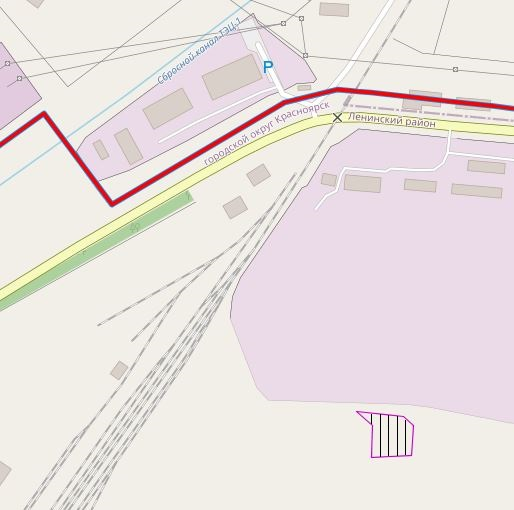 Сбросной канал ТЭЦ-1
P
городской округ Красноярск
Ленинский район